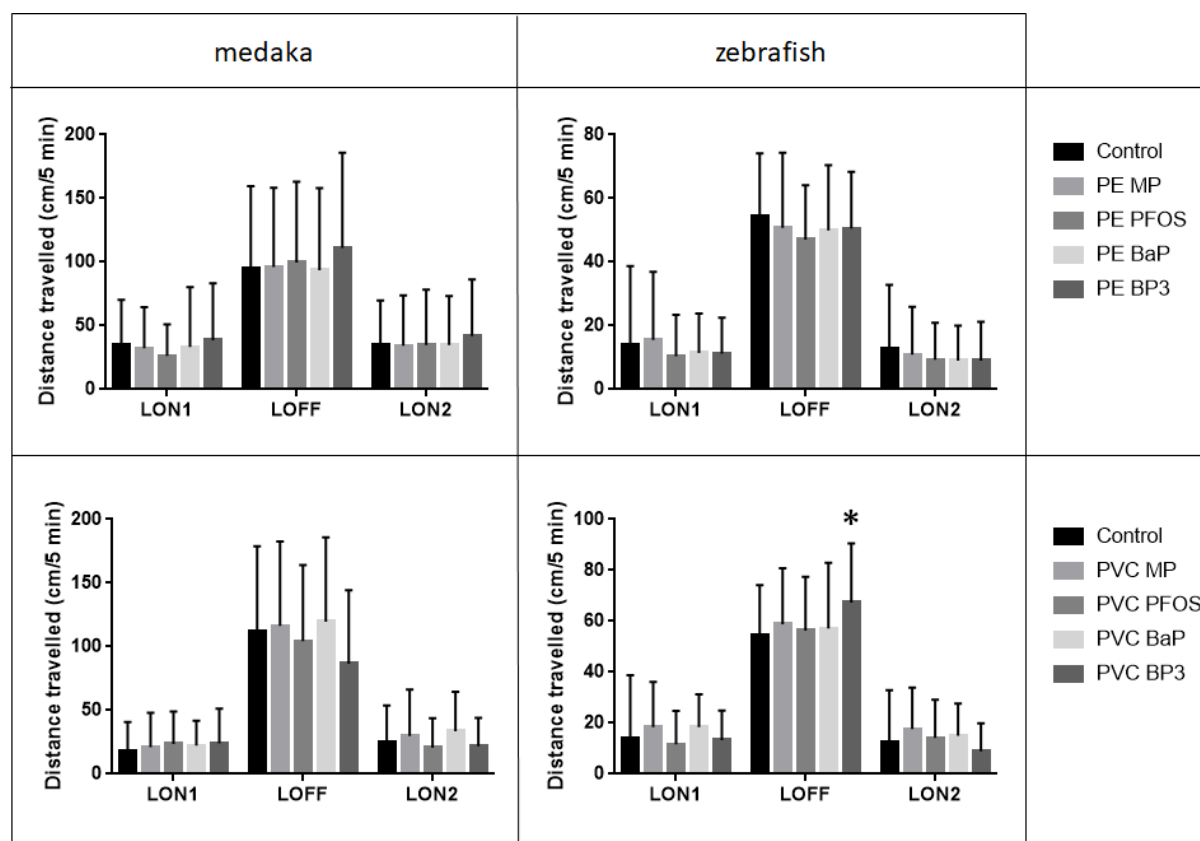 medaka
zebrafish
Distance travelled (cm/5 min)
200
150
100
50
0
LON1 LOFF LON2
Distance travelled (cm/5 min)
80
60
40
20
0
LON1 LOFF LON2
Control
PE MP
PE PFOS
PE BaP
PE BP3
Distance travelled (cm/5 min)
200
150
100
50
0
LON1 LOFF LON2
Distance travelled (cm/5 min)
100
80
60
40
20
0
*
LON1 LOFF LON2
Control
PVC MP
PVC PFOS
PVC BaP
PVC BP3